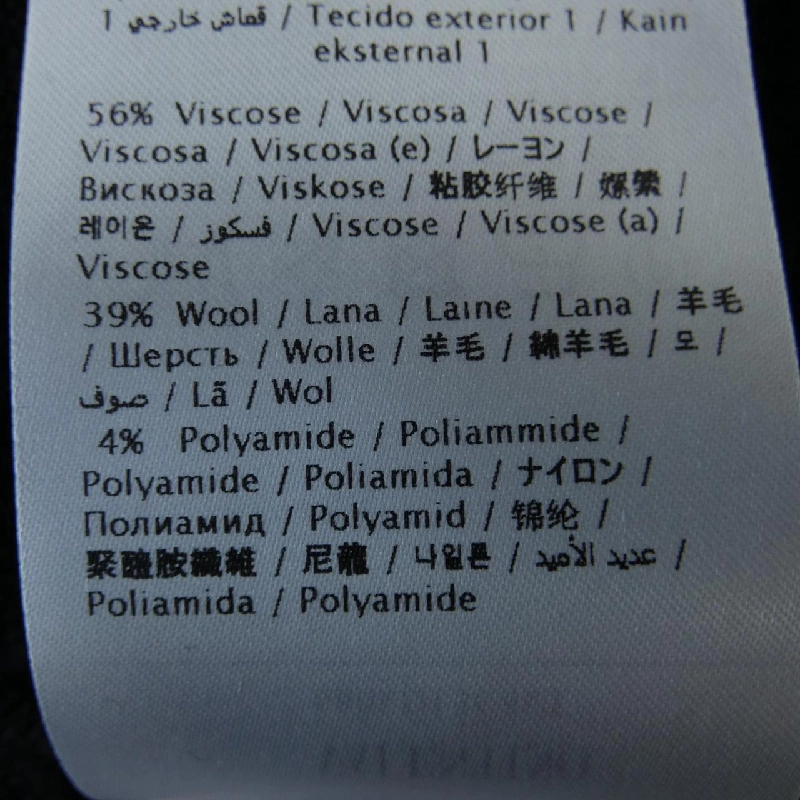 1 قماش خارجي / Tecido exterior 1 / Kain
eksternal 1
56% Viscose / Viscosa / Viscose /
Viscosa / Viscosa (e) / レーヨン /
Вискоза / Viskose / 粘胶纤维 / 嫘縈 /
레이온 / فسكوز / Viscose / Viscose (a) /
Viscose
39% Wool / Lana / Laine / Lana / 羊毛
/ Шерсть / Wolle / 羊毛 / 綿羊毛 / 모 /
صوف / Lã / Wol
4% Polyamide / Poliammide /
Polyamide / Poliamida / ナイロン /
Полиамид / Polyamid / 锦纶 /
聚醯胺纖維 / 尼龍 / 나일론 / عديد الأميد /
Poliamida / Polyamide